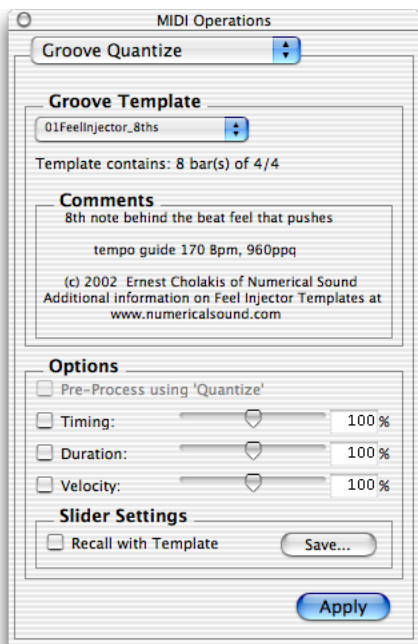 MIDI Operations
Groove Quantize
Groove Template
01FeelInjector_8ths
Template contains: 8 bar(s) of 4/4
Comments
8th note behind the beat feel that pushes
tempo guide 170 Bpm, 960ppq
(c) 2002  Ernest Cholakis of Numerical Sound
Additional information on Feel Injector Templates at
www.numericalsound.com
Options
Pre-Process using 'Quantize'
Timing: 100 %
Duration: 100 %
Velocity: 100 %
Slider Settings
Recall with Template Save...
Apply